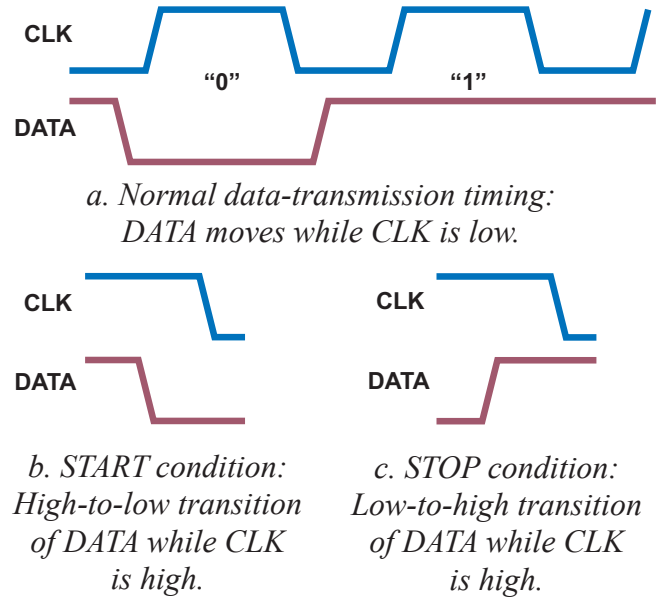 CLK
“0” “1”
DATA
a. Normal data-transmission timing:
DATA moves while CLK is low.
CLK
DATA
b. START condition:
High-to-low transition
of DATA while CLK
is high.
CLK
DATA
c. STOP condition:
Low-to-high transition
of DATA while CLK
is high.